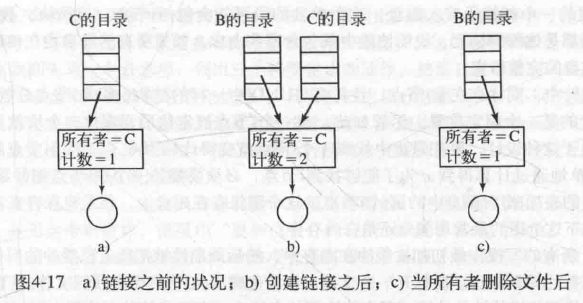 C的目录
B的目录 C的目录
B的目录
所有者=C
计数=1
所有者=C
计数=2
所有者=C
计数=1
a)
b)
c)
图4-17 a) 链接之前的状况；b) 创建链接之后；c) 当所有者删除文件后